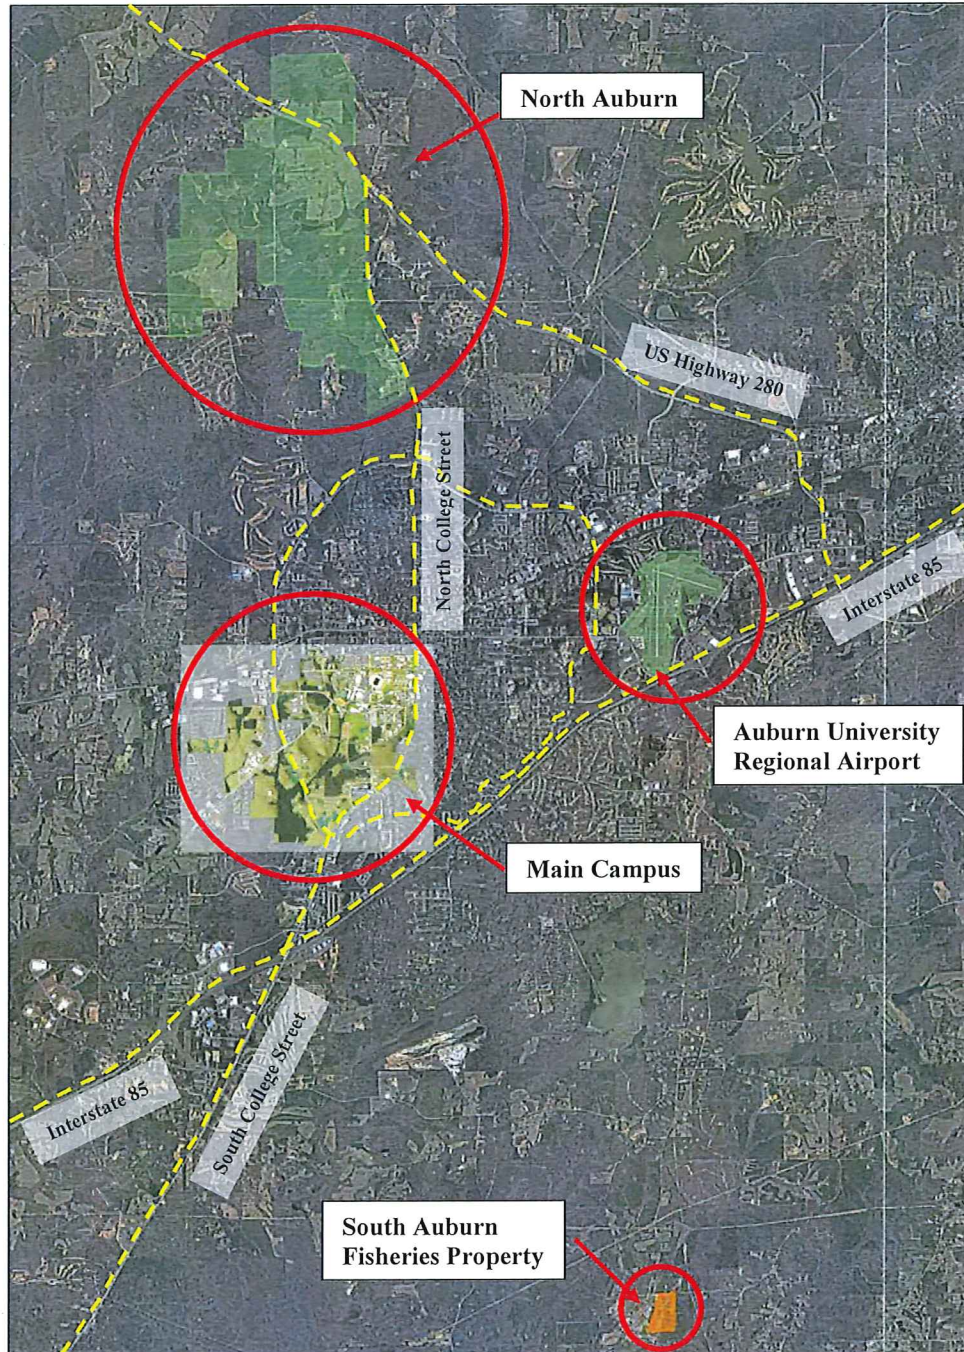 North Auburn
US Highway 280
North College Street
Interstate 85
Auburn University
Regional Airport
Main Campus
Interstate 85
South College Street
South Auburn
Fisheries Property